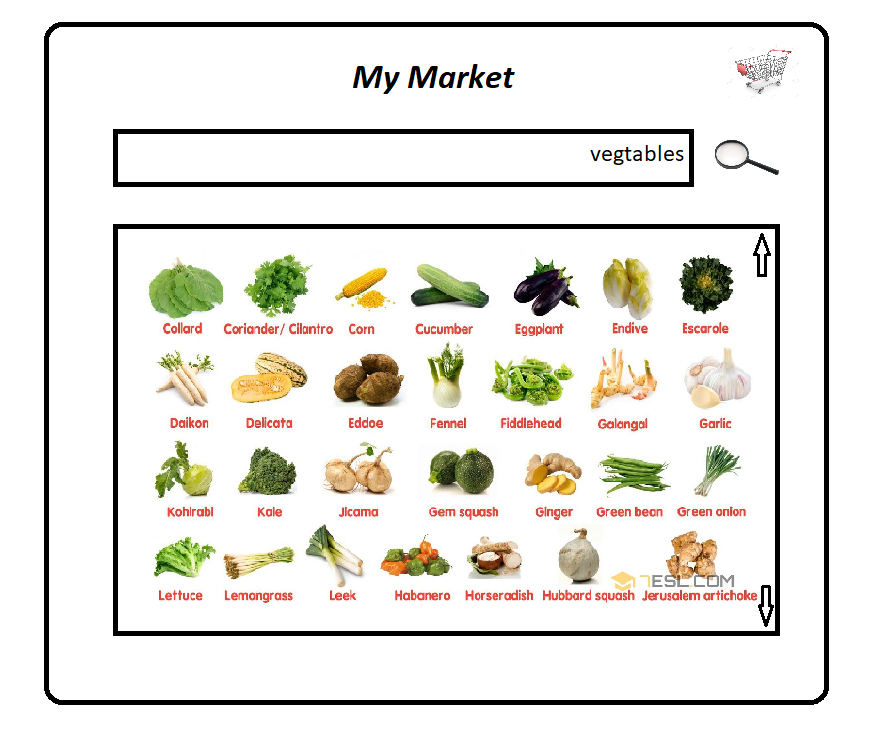 My Market
vegtables
Collard Coriander/ Cilantro Corn Cucumber Eggplant Endive Escarole
Daikon Delicata Eddoe Fennel Fiddlehead Galangal Garlic
Kohlrabi Kale Jicama Gem squash Ginger Green bean Green onion
7ESL.COM
Lettuce Lemongrass Leek Habanero Horseradish Hubbard squash Jerusalem artichoke